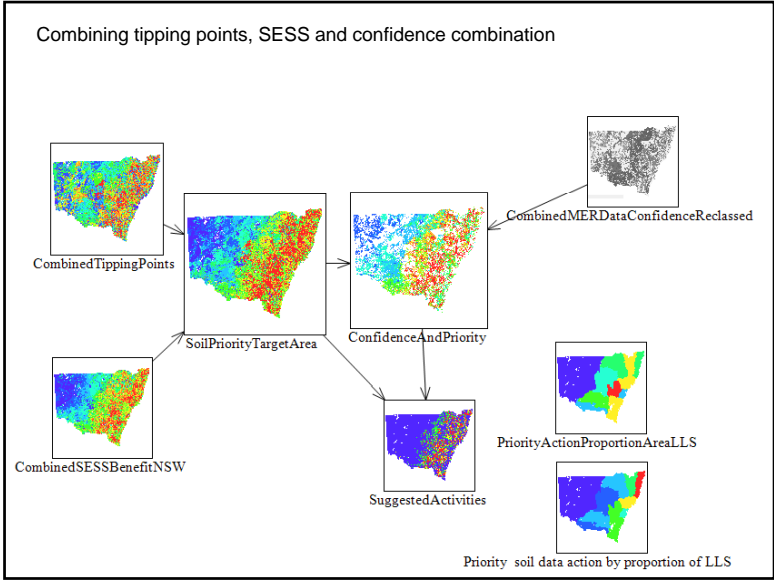 Combining tipping points, SESS and confidence combination
CombinedTippingPoints
CombinedMERDataConfidenceReclassed
SoilPriorityTargetArea
ConfidenceAndPriority
CombinedSESSBenefitNSW
SuggestedActivities
PriorityActionProportionAreaLLS
Priority soil data action by proportion of LLS